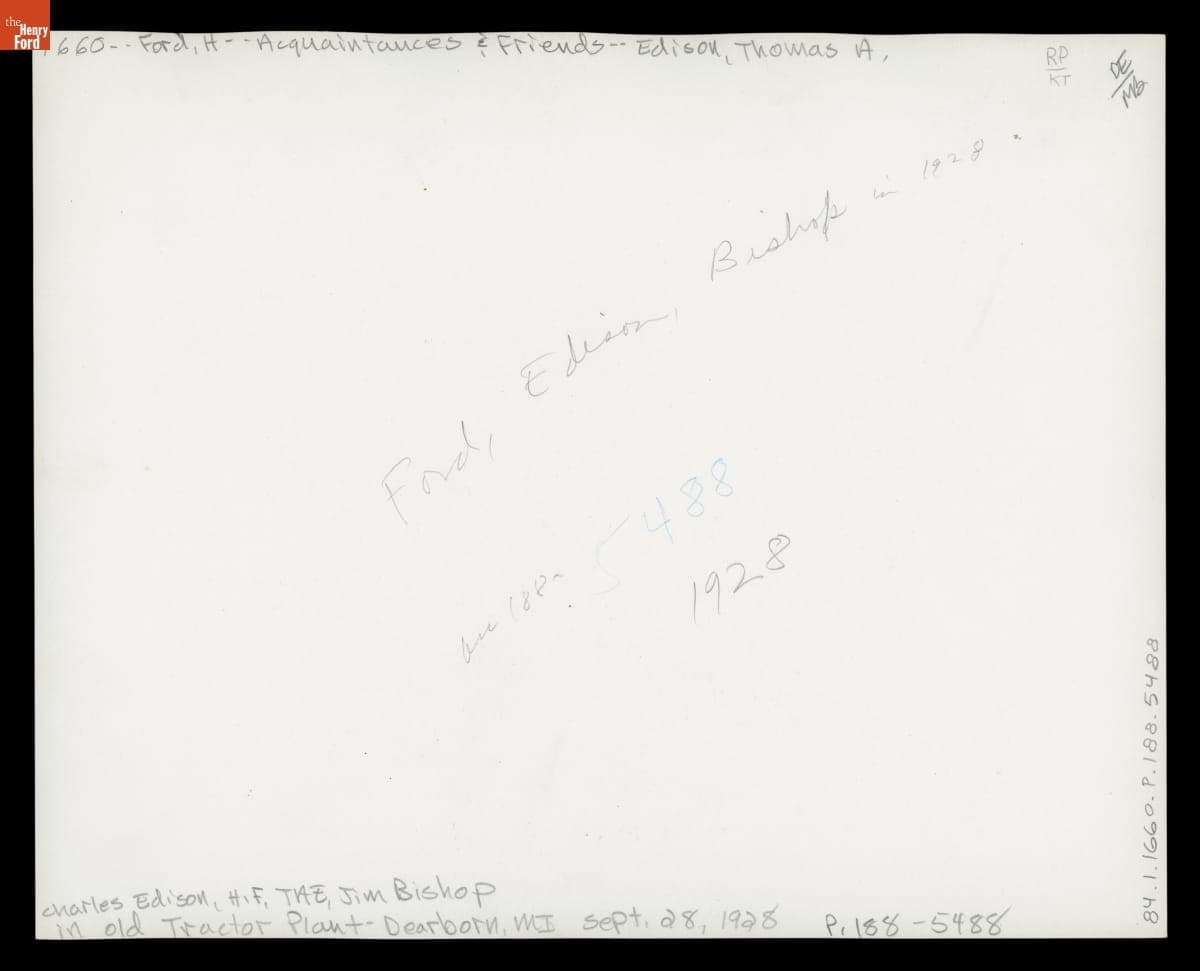 the
Henry
Ford
1660-- Ford, H -- Acquaintances & Friends -- Edison, Thomas A.
RP
KT
DE
MB
Ford, Edison, Bishop in 1928
5488
188-
1928
84.1.1660.P.188.5488
Charles Edison, H.F, TAE, Jim Bishop
in old Tractor Plant - Dearborn, MI Sept. 28, 1928 P. 188-5488